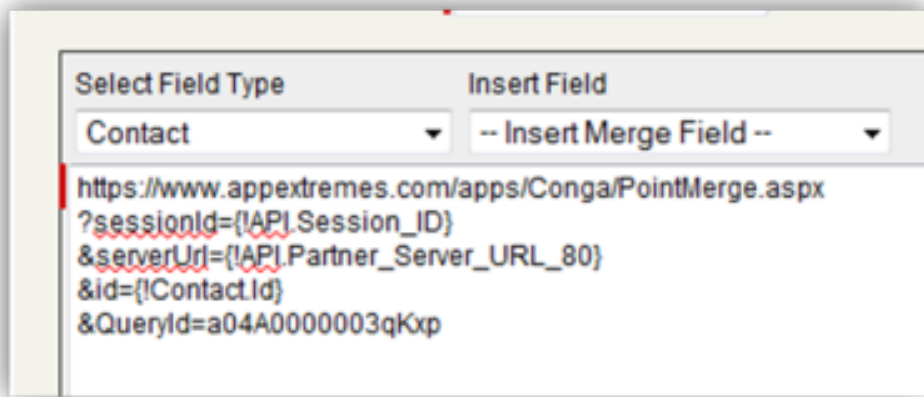 Select Field Type Insert Field
Contact -- Insert Merge Field --
https://www.appextremes.com/apps/Conga/PointMerge.aspx
?sessionId={!API.Session_ID}
&serverUrl={!API.Partner_Server_URL_80}
&id={!Contact.Id}
&QueryId=a04A0000003qKxp